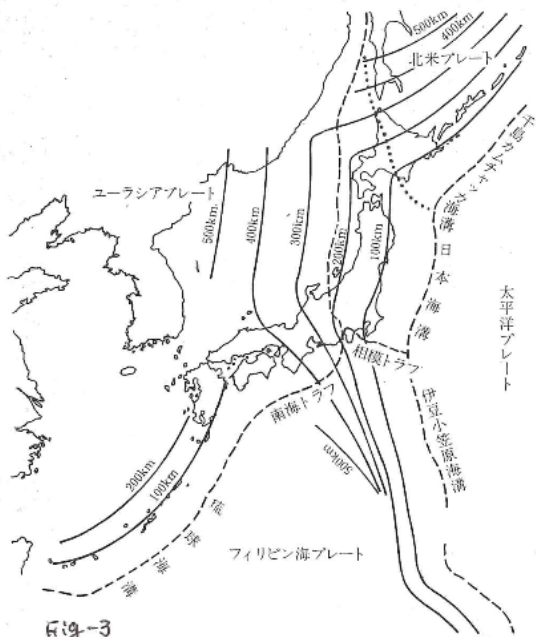 500km
400km
北米プレート
千島カムチャッカ海溝
ユーラシアプレート
500km
400km
300km
200km
100km
日本海溝
太平洋プレート
相模トラフ
南海トラフ
伊豆小笠原海溝
500km
200km
100km
琉球海溝
フィリピン海プレート
Fig-3